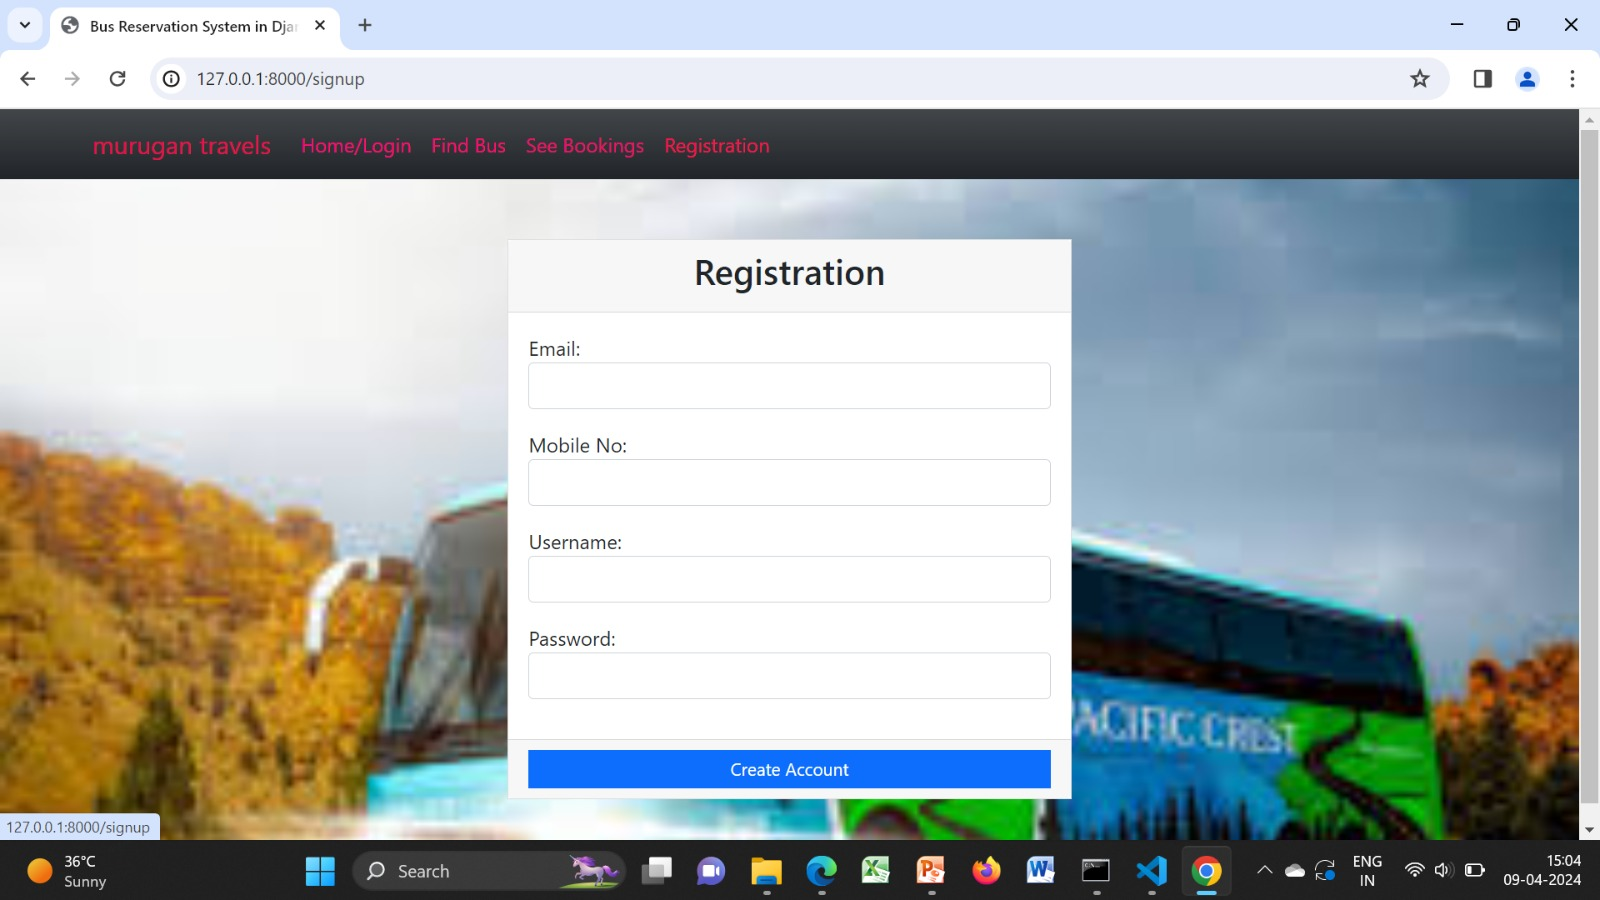 Bus Reservation System in Dja
127.0.0.1:8000/signup
murugan travels Home/Login Find Bus See Bookings Registration
Registration
Email:
Mobile No:
Username:
Password:
PACIFIC CREST
Create Account
127.0.0.1:8000/signup
36°C
Sunny
Search
ENG
IN
15:04
09-04-2024